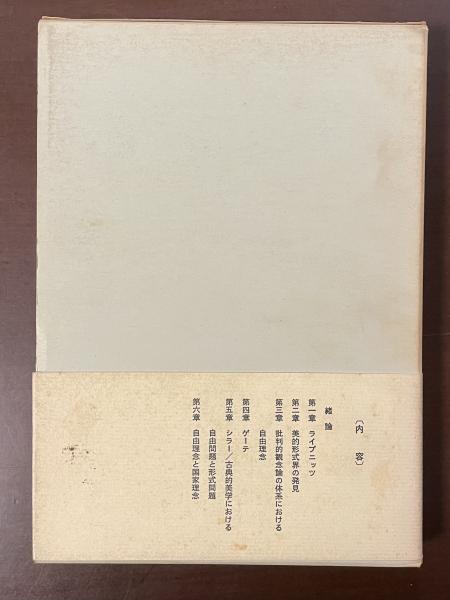 〔内容〕
緒論
第一章 ライプニッツ
第二章 美的形式界の発見
第三章 批判的観念論の体系における
自由理念
第四章 ゲーテ
第五章 シラー／古典的美学における
自由問題と形式問題
第六章 自由理念と国家理念